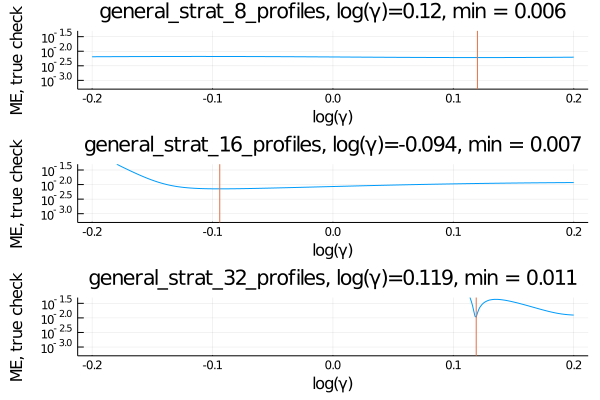 general_strat_8_profiles, log(γ)=0.12, min = 0.006
ME, true check
10^-1.5
10^-2.0
10^-2.5
10^-3.0
-0.2 -0.1 0.0 0.1 0.2
log(γ)
general_strat_16_profiles, log(γ)=-0.094, min = 0.007
ME, true check
10^-1.5
10^-2.0
10^-2.5
10^-3.0
-0.2 -0.1 0.0 0.1 0.2
log(γ)
general_strat_32_profiles, log(γ)=0.119, min = 0.011
ME, true check
10^-1.5
10^-2.0
10^-2.5
10^-3.0
-0.2 -0.1 0.0 0.1 0.2
log(γ)